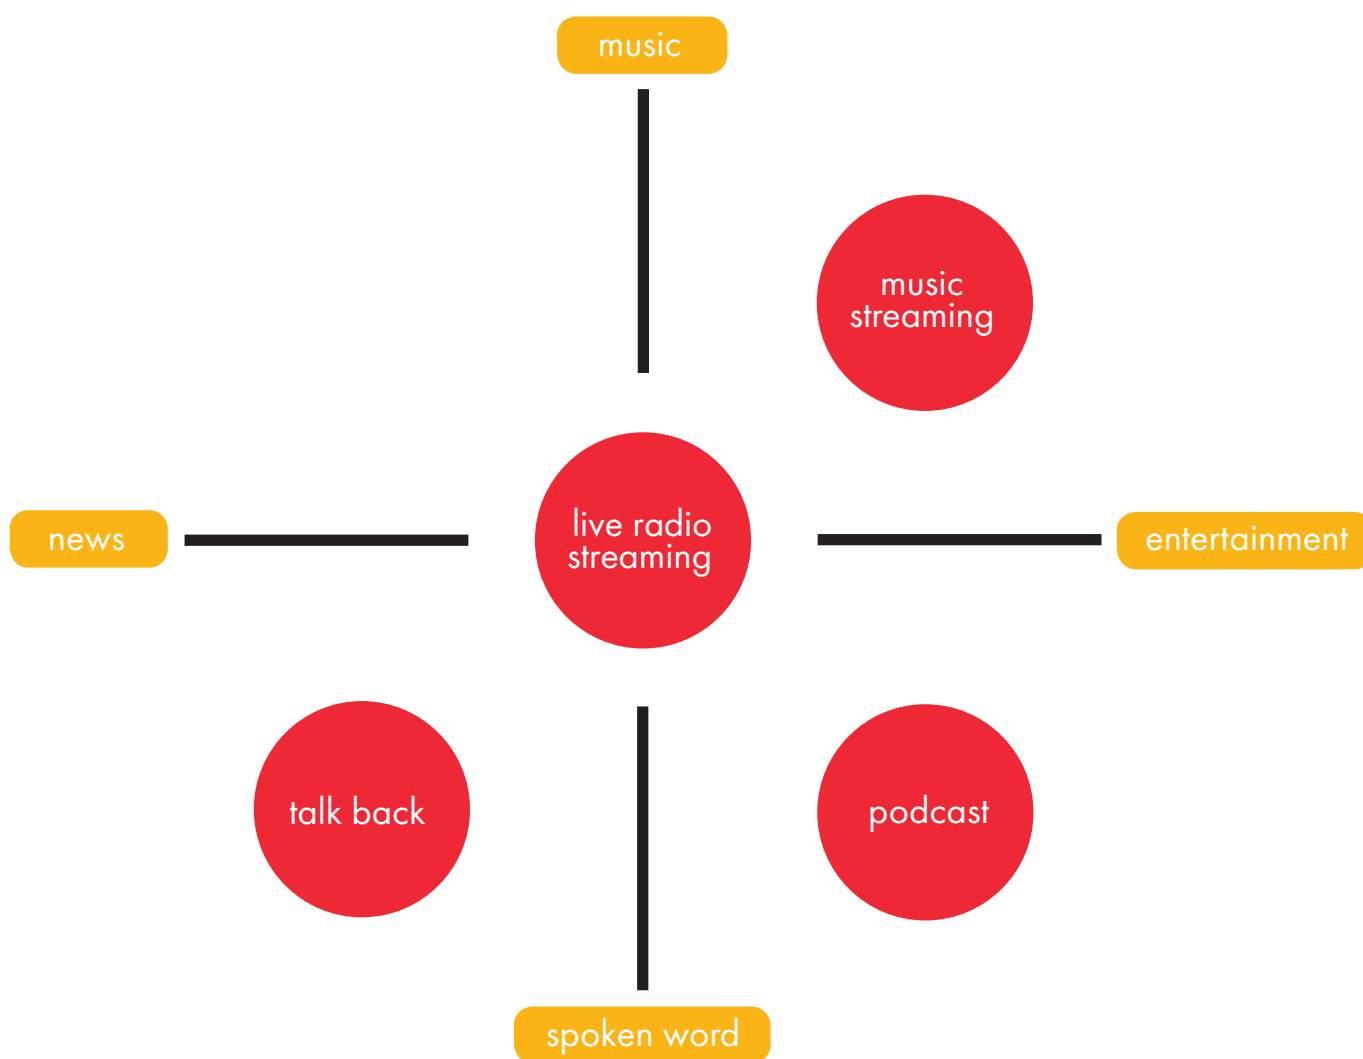 music
music
streaming
live radio
streaming
news
entertainment
talk back
podcast
spoken word